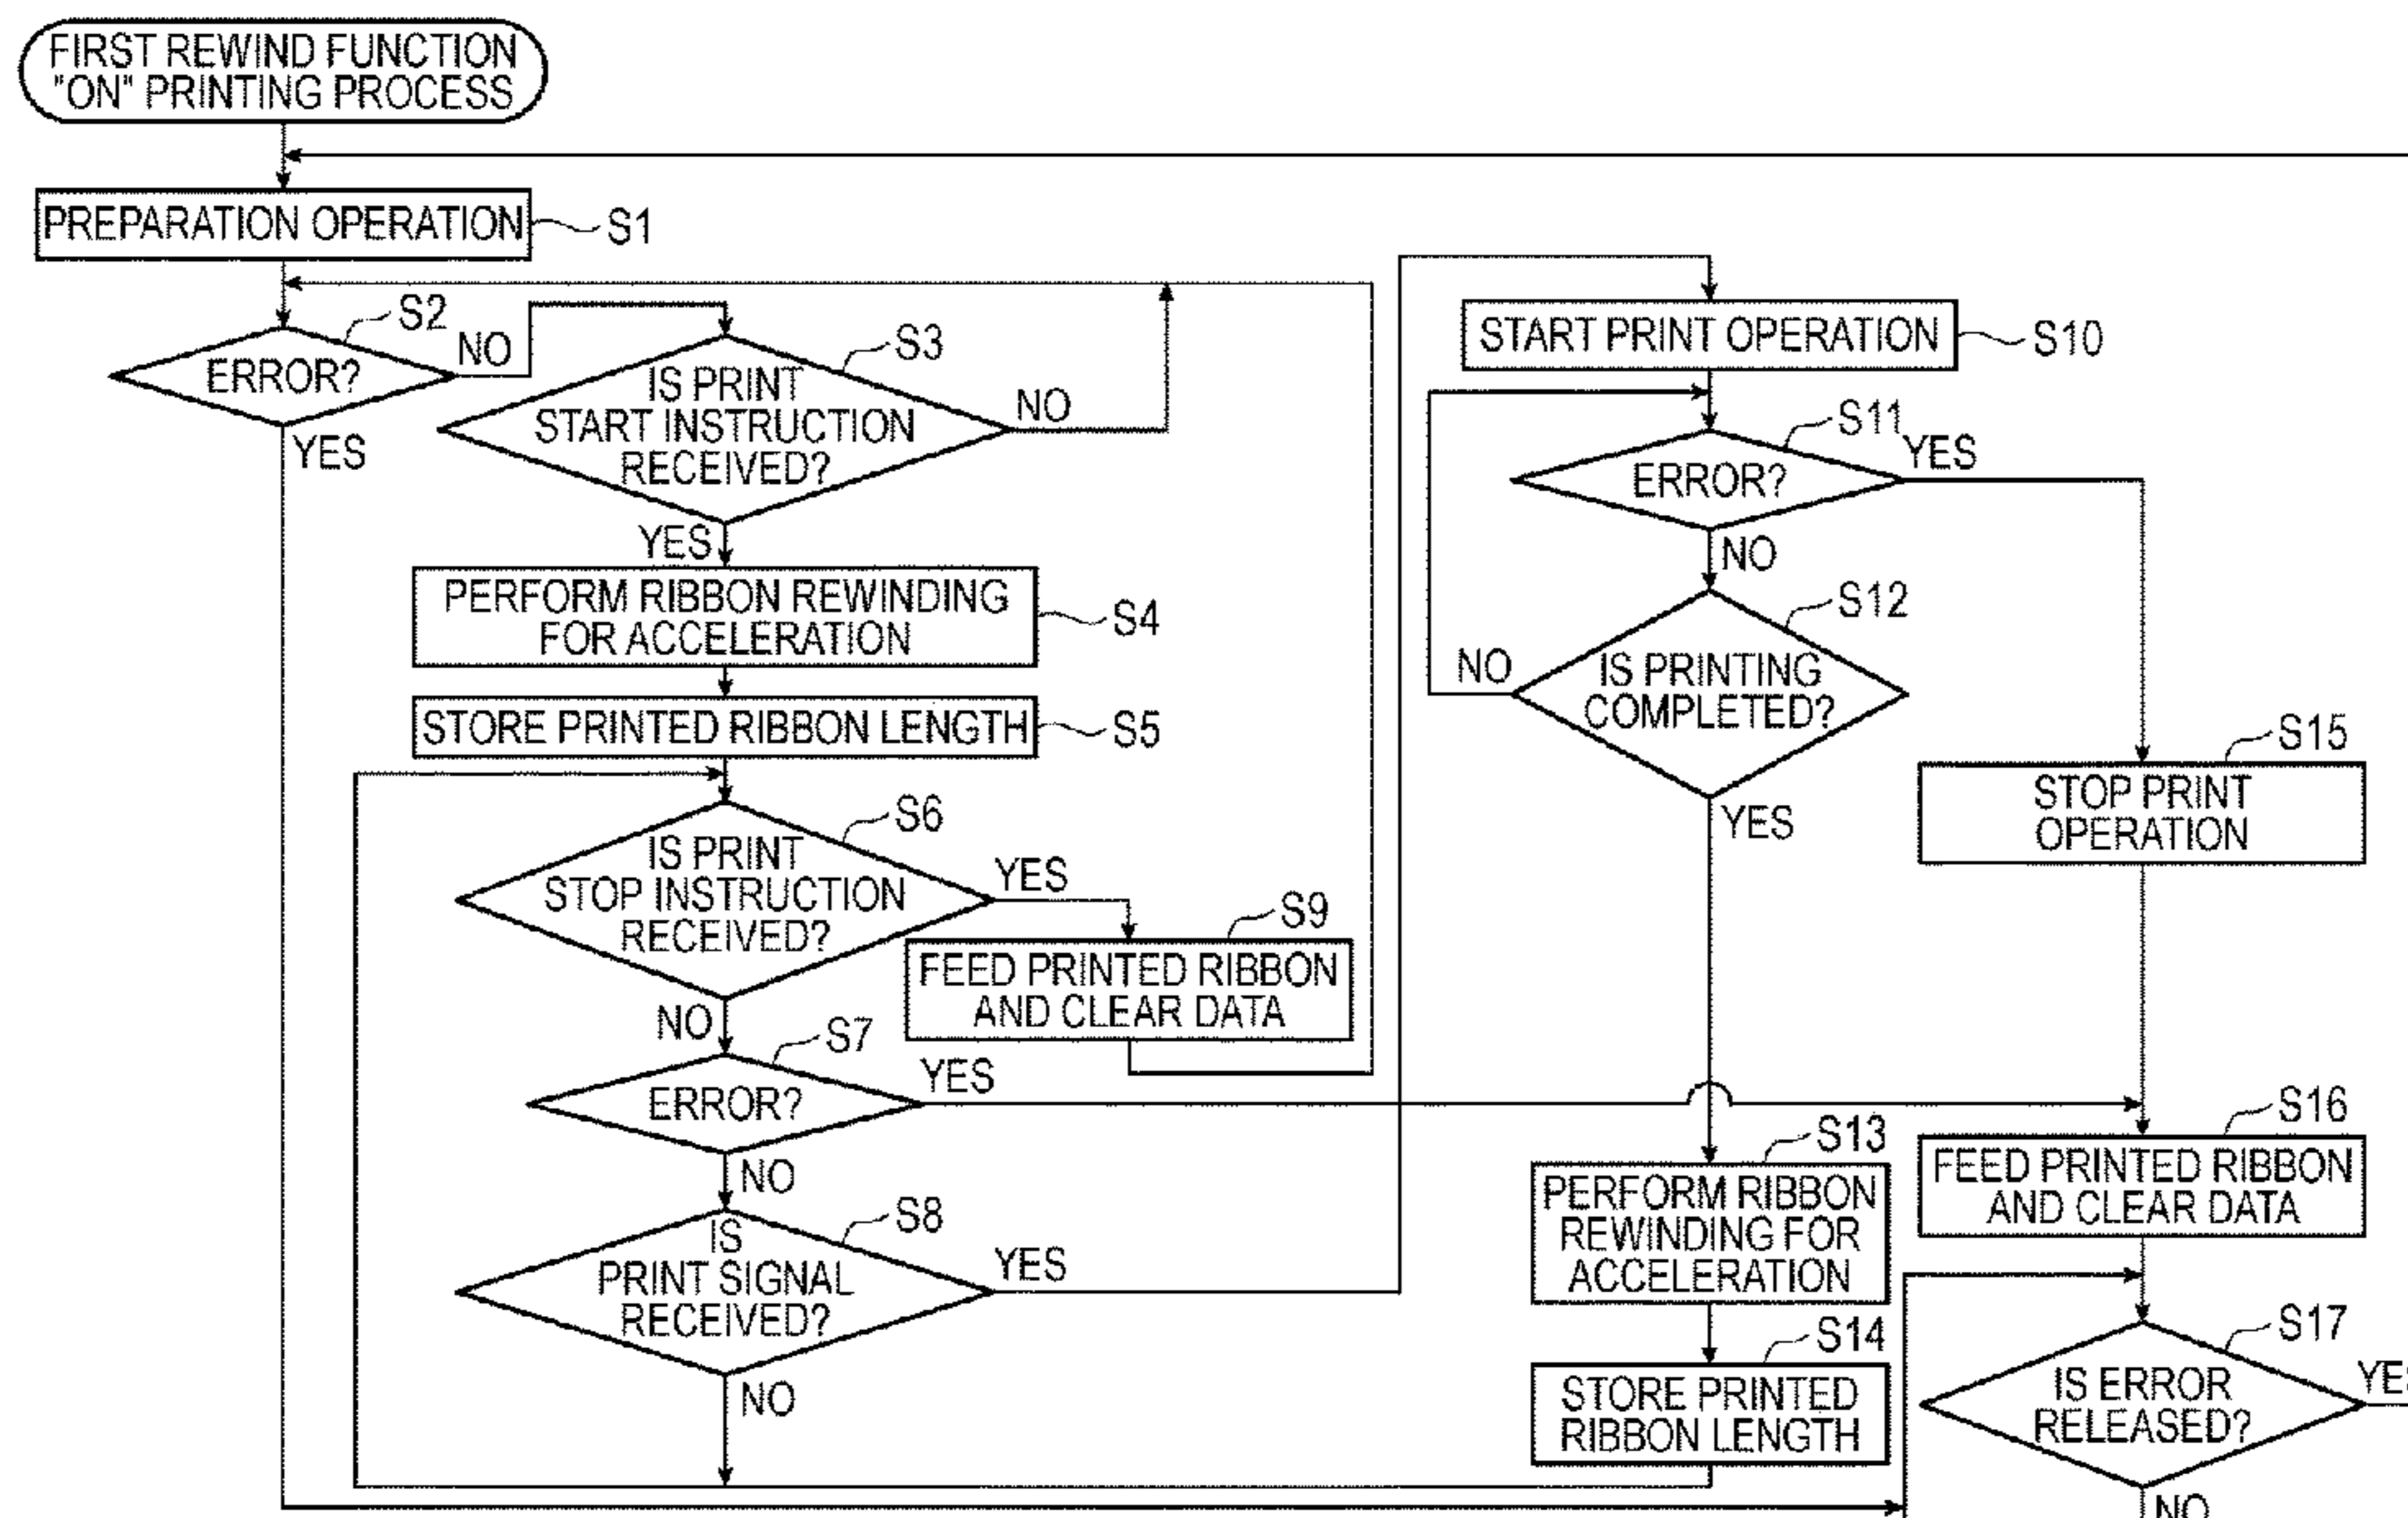 FIRST REWIND FUNCTION
"ON" PRINTING PROCESS
PREPARATION OPERATION
S1
S2
ERROR?
NO
YES
S3
IS PRINT
START INSTRUCTION
RECEIVED?
NO
YES
PERFORM RIBBON REWINDING
FOR ACCELERATION
S4
STORE PRINTED RIBBON LENGTH
S5
S6
IS PRINT
STOP INSTRUCTION
RECEIVED?
YES
NO
S9
FEED PRINTED RIBBON
AND CLEAR DATA
S7
ERROR?
YES
NO
S8
IS
PRINT SIGNAL
RECEIVED?
YES
NO
START PRINT OPERATION
S10
S11
ERROR?
YES
NO
S12
IS PRINTING
COMPLETED?
NO
YES
S13
PERFORM RIBBON
REWINDING FOR
ACCELERATION
S14
STORE PRINTED
RIBBON LENGTH
S15
STOP PRINT
OPERATION
S16
FEED PRINTED RIBBON
AND CLEAR DATA
S17
IS ERROR
RELEASED?
YES
NO